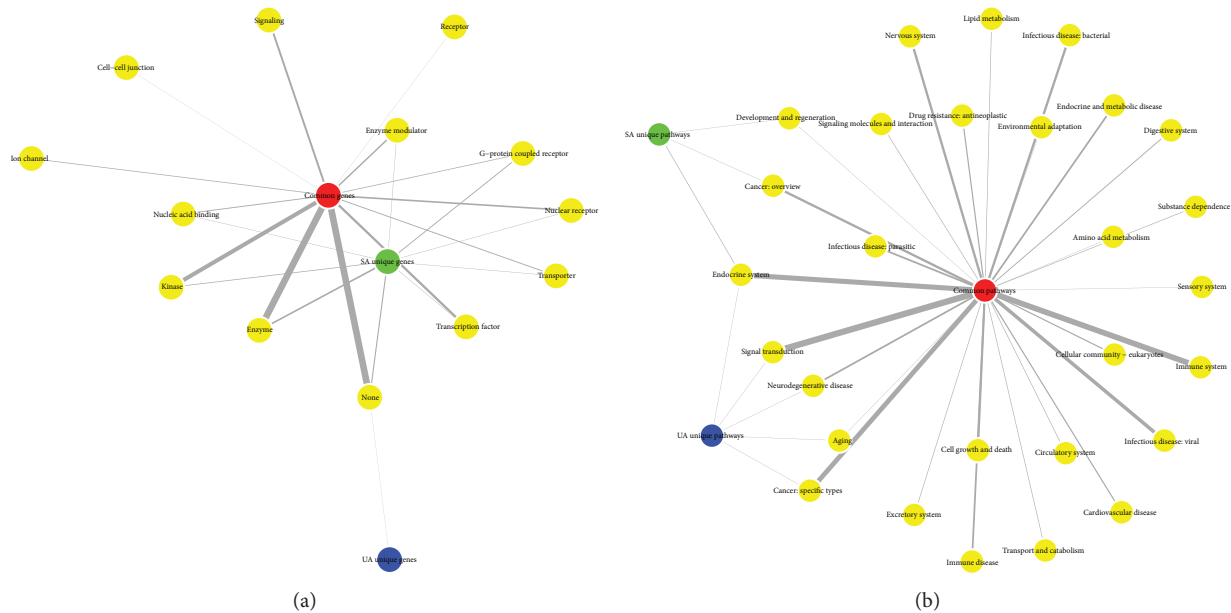 Signaling
Receptor
Cell–cell junction
Enzyme modulator
G–protein coupled receptor
Ion channel
Common genes
Nucleic acid binding
Nuclear receptor
SA unique genes
Transporter
Kinase
Enzyme
Transcription factor
None
UA unique genes
(a)
Lipid metabolism
Nervous system
Infectious disease: bacterial
Endocrine and metabolic disease
Drug resistance: antineoplastic
Development and regeneration
Signaling molecules and interaction
Environmental adaptation
Digestive system
SA unique pathways
Cancer: overview
Substance dependence
Infectious disease: parasitic
Amino acid metabolism
Endocrine system
Common pathways
Sensory system
Signal transduction
Cellular community – eukaryotes
Immune system
Neurodegenerative disease
UA unique pathways
Aging
Infectious disease: viral
Cell growth and death
Circulatory system
Cancer: specific types
Excretory system
Cardiovascular disease
Transport and catabolism
Immune disease
(b)